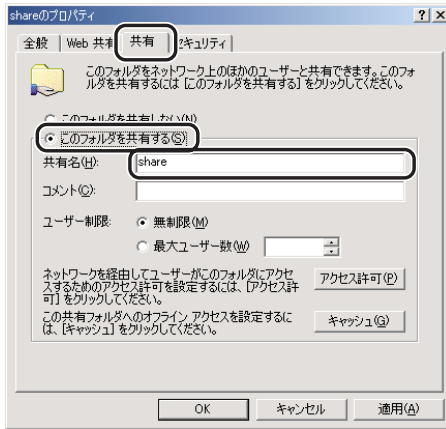 shareのプロパティ
全般
Web 共有
共有
セキュリティ
このフォルダをネットワーク上のほかのユーザーと共有できます。このフォ
ルダを共有するには [このフォルダを共有する] をクリックしてください。
このフォルダを共有しない(N)
このフォルダを共有する(S)
共有名(H):
share
コメント(C):
ユーザー制限:
無制限(M)
最大ユーザー数(W)
ネットワークを経由してユーザーがこのフォルダにアクセ
スするためのアクセス許可を設定するには、[アクセス許
可] をクリックしてください。
アクセス許可(P)
この共有フォルダへのオフライン アクセスを設定するに
は、[キャッシュ] をクリックしてください。
キャッシュ(G)
OK
キャンセル
適用(A)